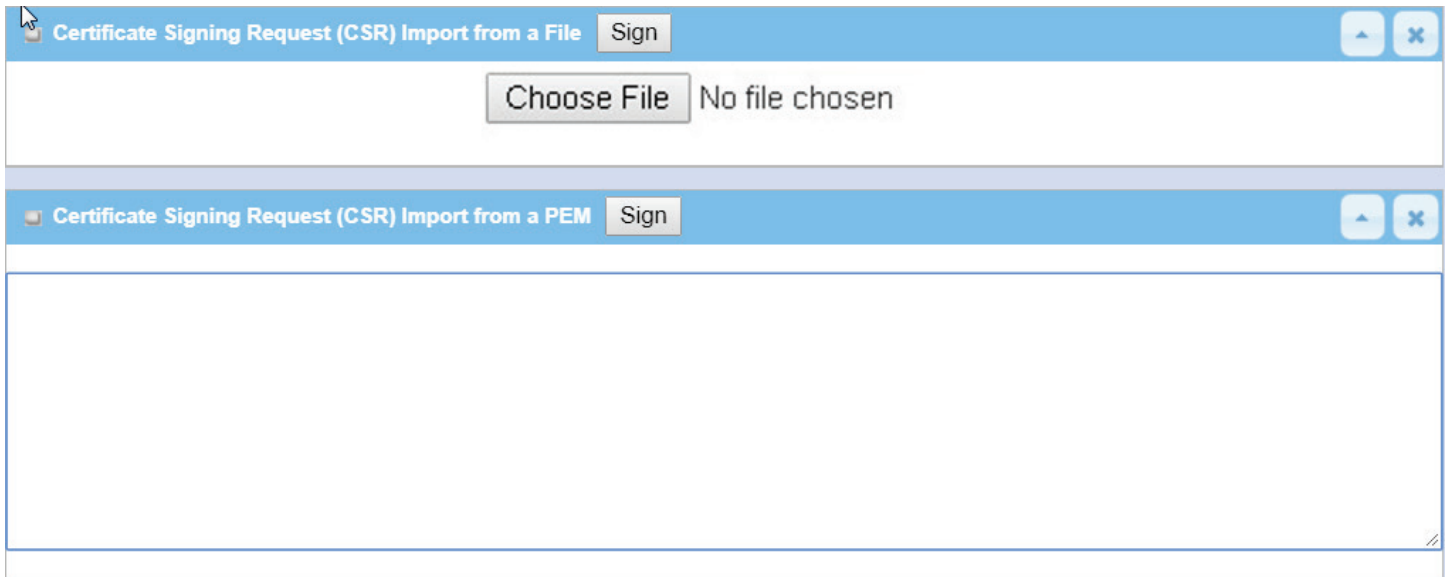 Certificate Signing Request (CSR) Import from a File Sign
Choose File No file chosen
Certificate Signing Request (CSR) Import from a PEM Sign